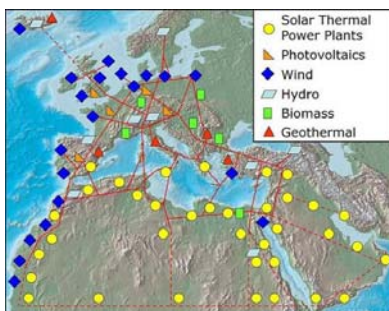 Solar Thermal
Power Plants
Photovoltaics
Wind
Hydro
Biomass
Geothermal